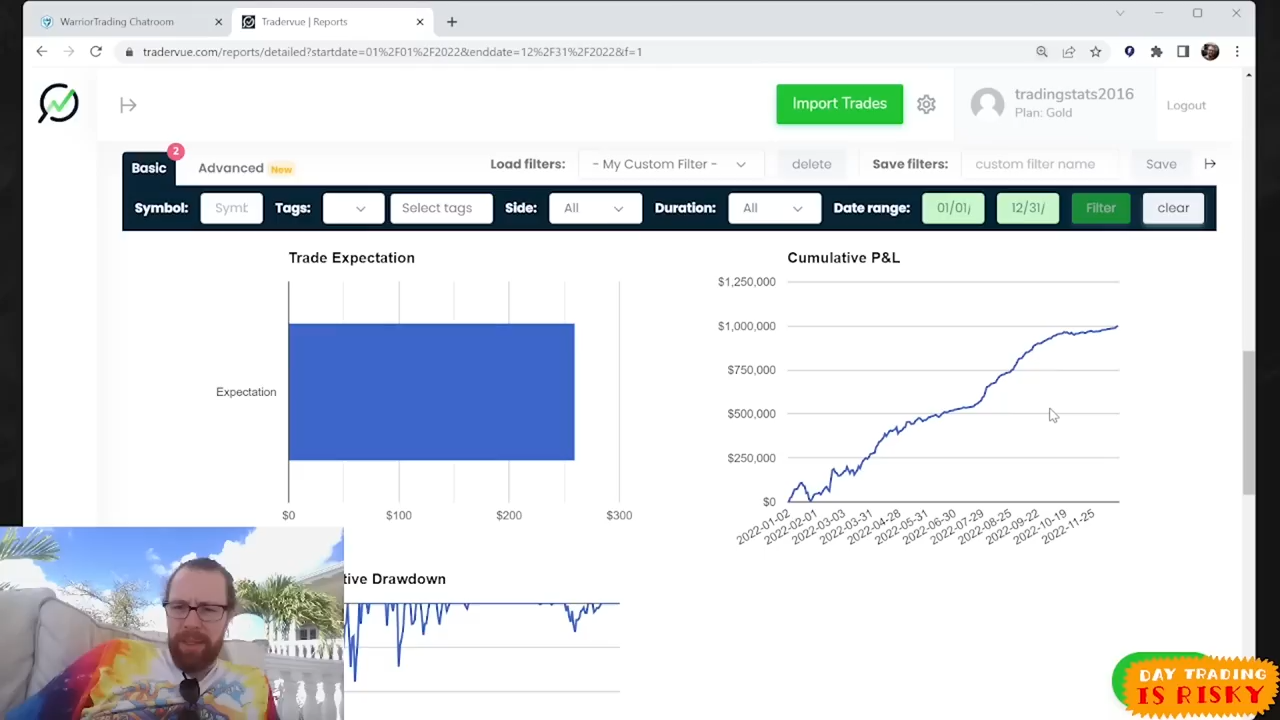 WarriorTrading Chatroom
Tradervue | Reports
tradervue.com/reports/detailed?startdate=01%2F01%2F2022&enddate=12%2F31%2F2022&f=1
Import Trades
tradingstats2016
Plan: Gold
Logout
2
Basic
Advanced New
Load filters:
- My Custom Filter -
delete
Save filters:
custom filter name
Save
Symbol:
Symt
Tags:
Select tags
Side:
All
Duration:
All
Date range:
01/01/
12/31/
Filter
clear
Trade Expectation
Expectation
$0
$100
$200
$300
Cumulative P&L
$1,250,000
$1,000,000
$750,000
$500,000
$250,000
$0
2022-01-02
2022-02-01
2022-03-03
2022-03-31
2022-04-28
2022-05-31
2022-06-30
2022-07-29
2022-08-25
2022-09-22
2022-10-19
2022-11-25
tive Drawdown
DAY TRADING
IS RISKY